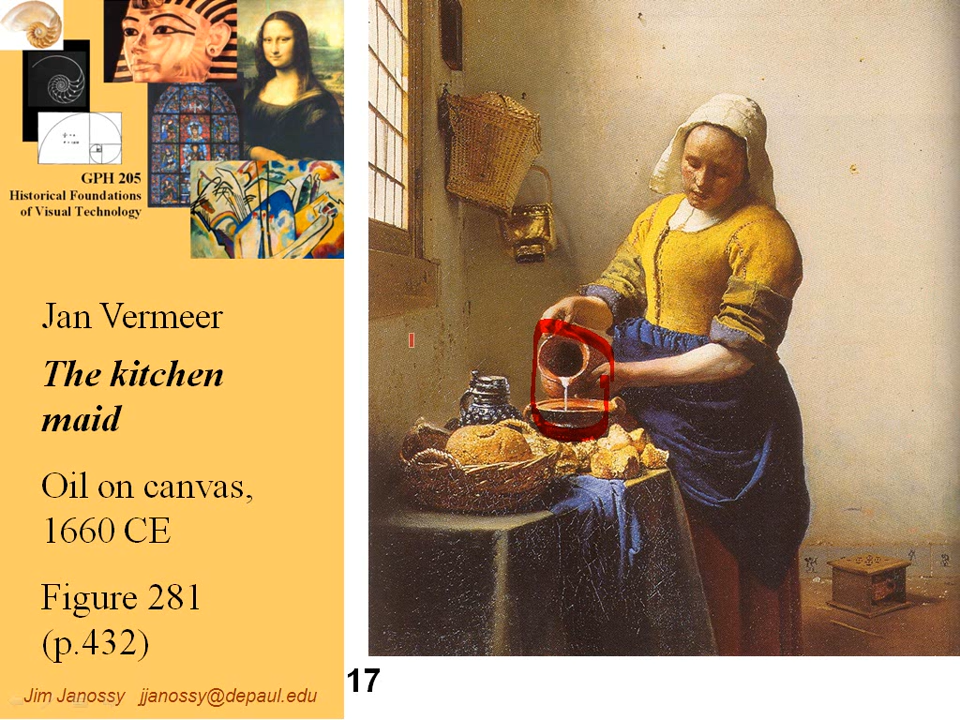 GPH 205
Historical Foundations
of Visual Technology
Jan Vermeer
The kitchen
maid
Oil on canvas,
1660 CE
Figure 281
(p.432)
Jim Janossy jjanossy@depaul.edu
17